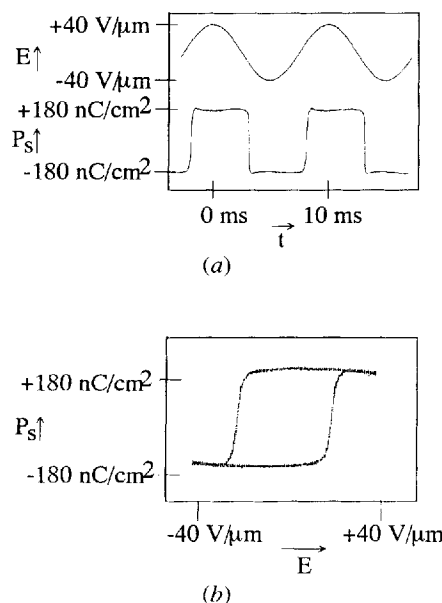 +40 V/μm
E↑
-40 V/μm
+180 nC/cm2
Ps↑
-180 nC/cm2
0 ms
10 ms
→
t
(a)
+180 nC/cm2
Ps↑
-180 nC/cm2
-40 V/μm
+40 V/μm
→
E
(b)